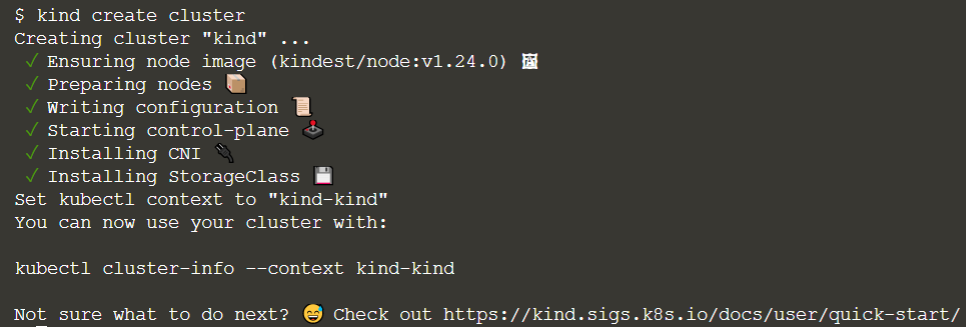 $ kind create cluster
Creating cluster "kind" ...
✓ Ensuring node image (kindest/node:v1.24.0) 🖼
✓ Preparing nodes 📦
✓ Writing configuration 📜
✓ Starting control-plane 🕹️
✓ Installing CNI 🔌
✓ Installing StorageClass 💾
Set kubectl context to "kind-kind"
You can now use your cluster with:

kubectl cluster-info --context kind-kind

Not sure what to do next? 😅 Check out https://kind.sigs.k8s.io/docs/user/quick-start/